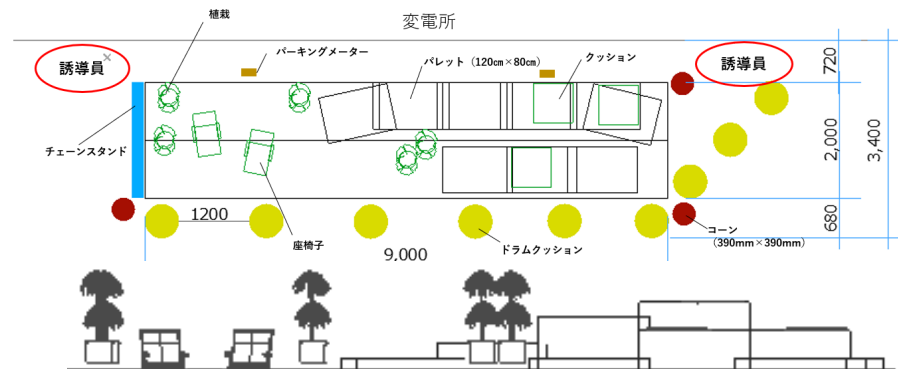 変電所
植栽
誘導員
パーキングメーター
パレット（120㎝×80㎝）
クッション
誘導員
720
チェーンスタンド
2,000
3,400
1200
座椅子
9,000
ドラムクッション
コーン
（390mm×390mm）
680